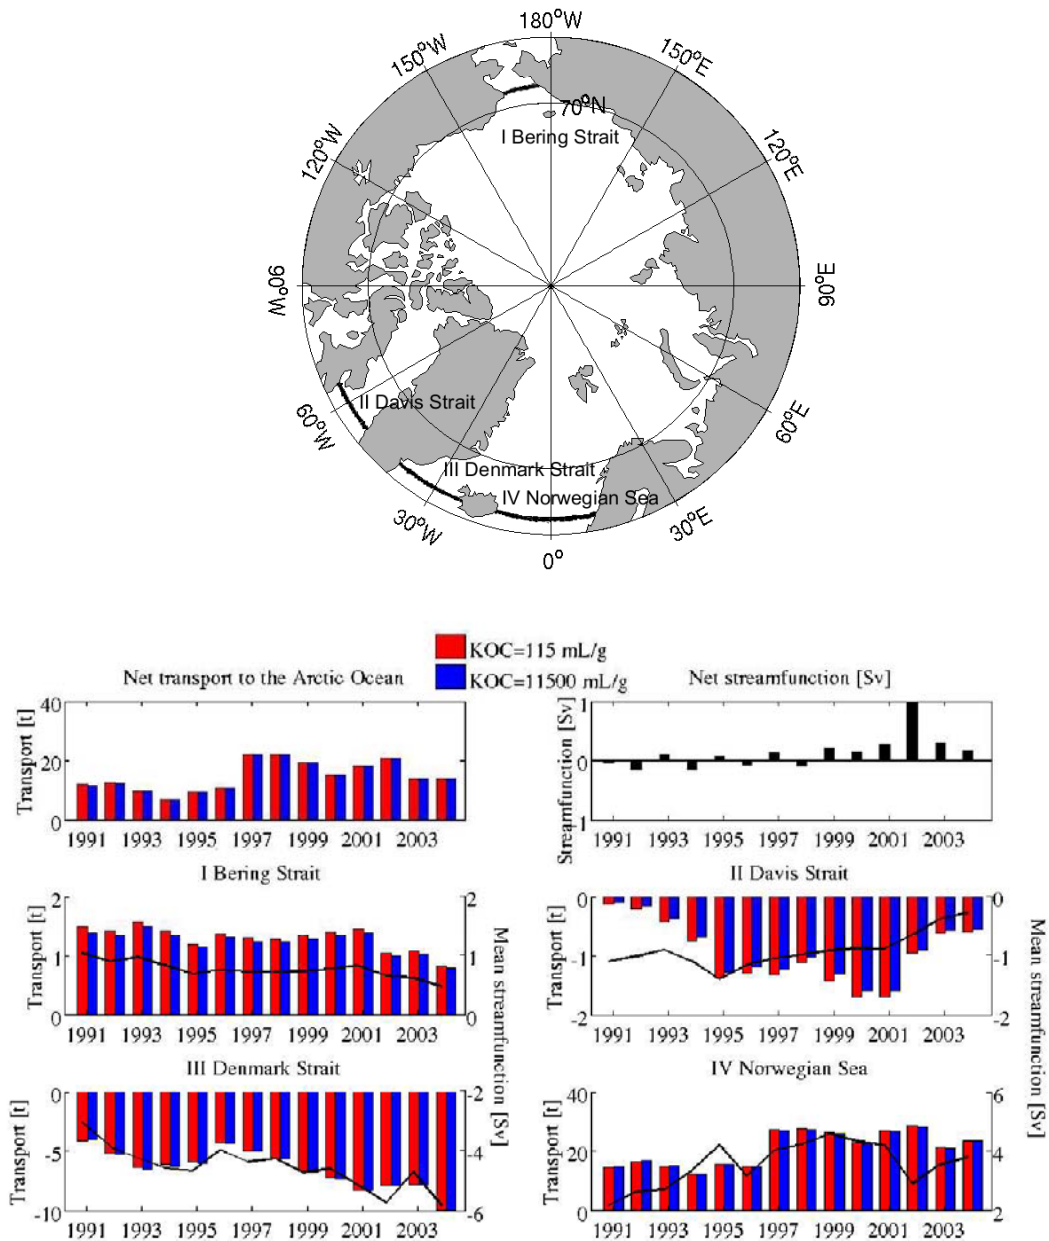 180°W
150°W
150°E
70°N
I Bering Strait
120°W
120°E
90°W
90°E
II Davis Strait
60°W
60°E
III Denmark Strait
IV Norwegian Sea
30°W
30°E
0°
KOC=115 mL/g
KOC=11500 mL/g
Net transport to the Arctic Ocean
Transport [t]
40
20
0
1991 1993 1995 1997 1999 2001 2003
Net streamfunction [Sv]
Streamfunction [Sv]
1
0
-1
1991 1993 1995 1997 1999 2001 2003
I Bering Strait
Transport [t]
2
1
0
2
1
0
1991 1993 1995 1997 1999 2001 2003
Mean streamfunction [Sv]
II Davis Strait
Transport [t]
0
-1
-2
0
-1
-2
1991 1993 1995 1997 1999 2001 2003
Mean streamfunction [Sv]
III Denmark Strait
Transport [t]
0
-5
-10
-2
-4
-6
1991 1993 1995 1997 1999 2001 2003
IV Norwegian Sea
Transport [t]
40
20
0
6
4
2
1991 1993 1995 1997 1999 2001 2003